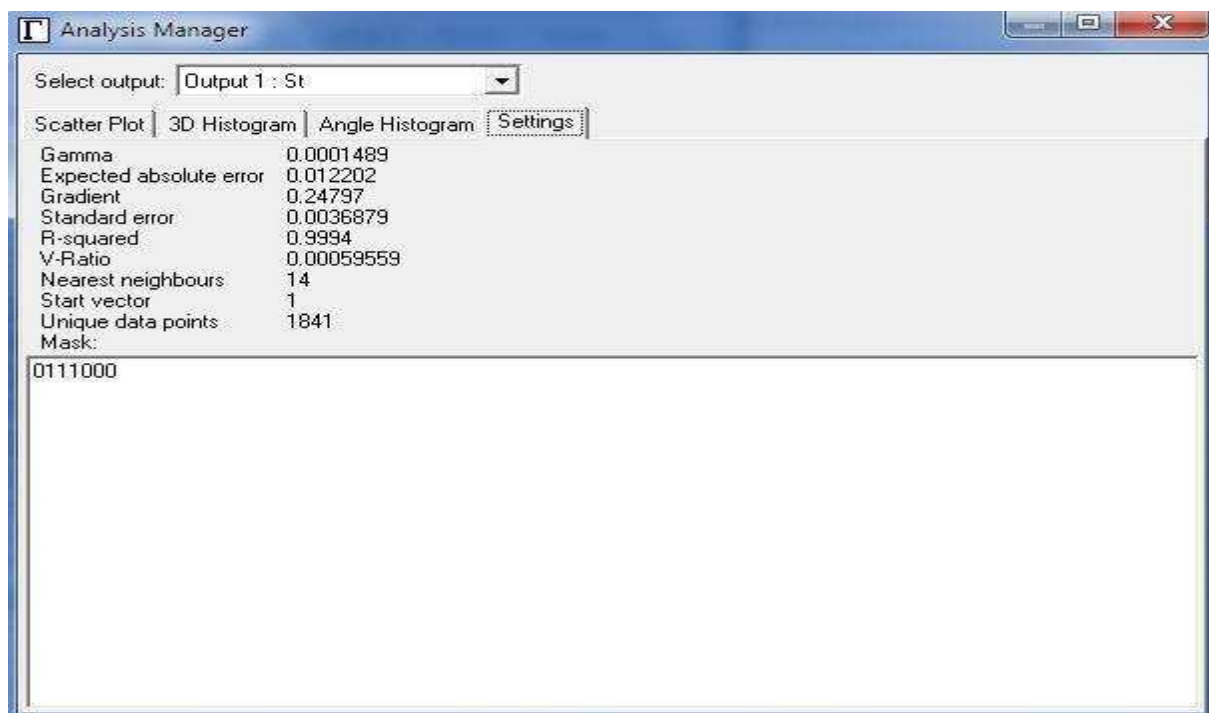 Γ Analysis Manager
Select output: Output 1 : St
Scatter Plot 3D Histogram Angle Histogram Settings
Gamma 0.0001489
Expected absolute error 0.012202
Gradient 0.24797
Standard error 0.0036879
R-squared 0.9994
V-Ratio 0.00059559
Nearest neighbours 14
Start vector 1
Unique data points 1841
Mask:
0111000